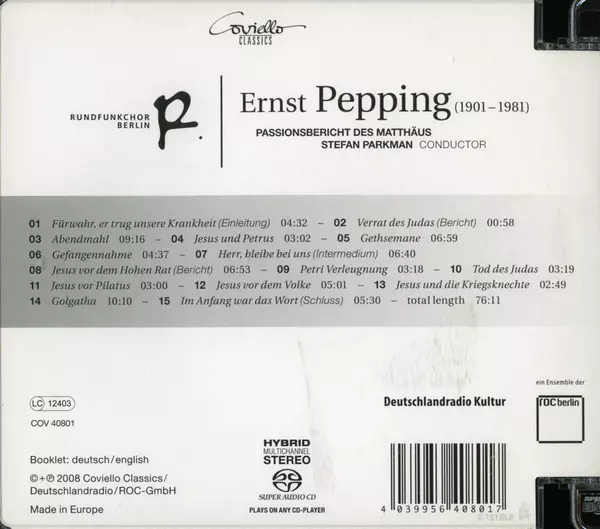 Coviello
CLASSICS
RUNDFUNKCHOR
BERLIN
Ernst Pepping (1901–1981)
PASSIONSBERICHT DES MATTHÄUS
STEFAN PARKMAN CONDUCTOR
01 Fürwahr, er trug unsere Krankheit (Einleitung) 04:32 – 02 Verrat des Judas (Bericht) 00:58
03 Abendmahl 09:16 – 04 Jesus und Petrus 03:02 – 05 Gethsemane 06:59
06 Gefangennahme 04:37 – 07 Herr, bleibe bei uns (Intermedium) 06:40
08 Jesus vor dem Hohen Rat (Bericht) 06:53 – 09 Petri Verleugnung 03:18 – 10 Tod des Judas 03:19
11 Jesus vor Pilatus 03:00 – 12 Jesus vor dem Volke 05:01 – 13 Jesus und die Kriegsknechte 02:49
14 Golgatha 10:10 – 15 Im Anfang war das Wort (Schluss) 05:30 – total length 76:11
LC 12403
COV 40801
Booklet: deutsch/english
©+℗ 2008 Coviello Classics/
Deutschlandradio/ROC-GmbH
Made in Europe
HYBRID
MULTICHANNEL
STEREO
SUPER AUDIO CD
PLAYS ON ANY CD-PLAYER
Deutschlandradio Kultur
4 039956 408017
ein Ensemble der
roc berlin